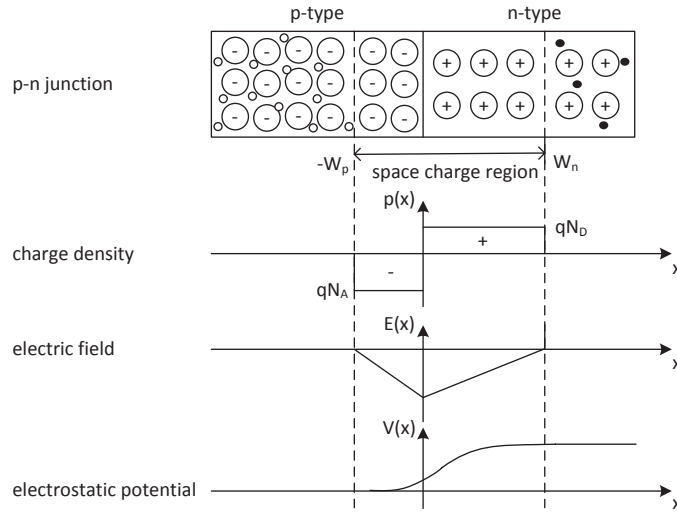 p-type n-type
p-n junction
-Wp space charge region Wn
p(x)
qND
+
charge density
x
-
qNA
E(x)
electric field
x
V(x)
electrostatic potential
x